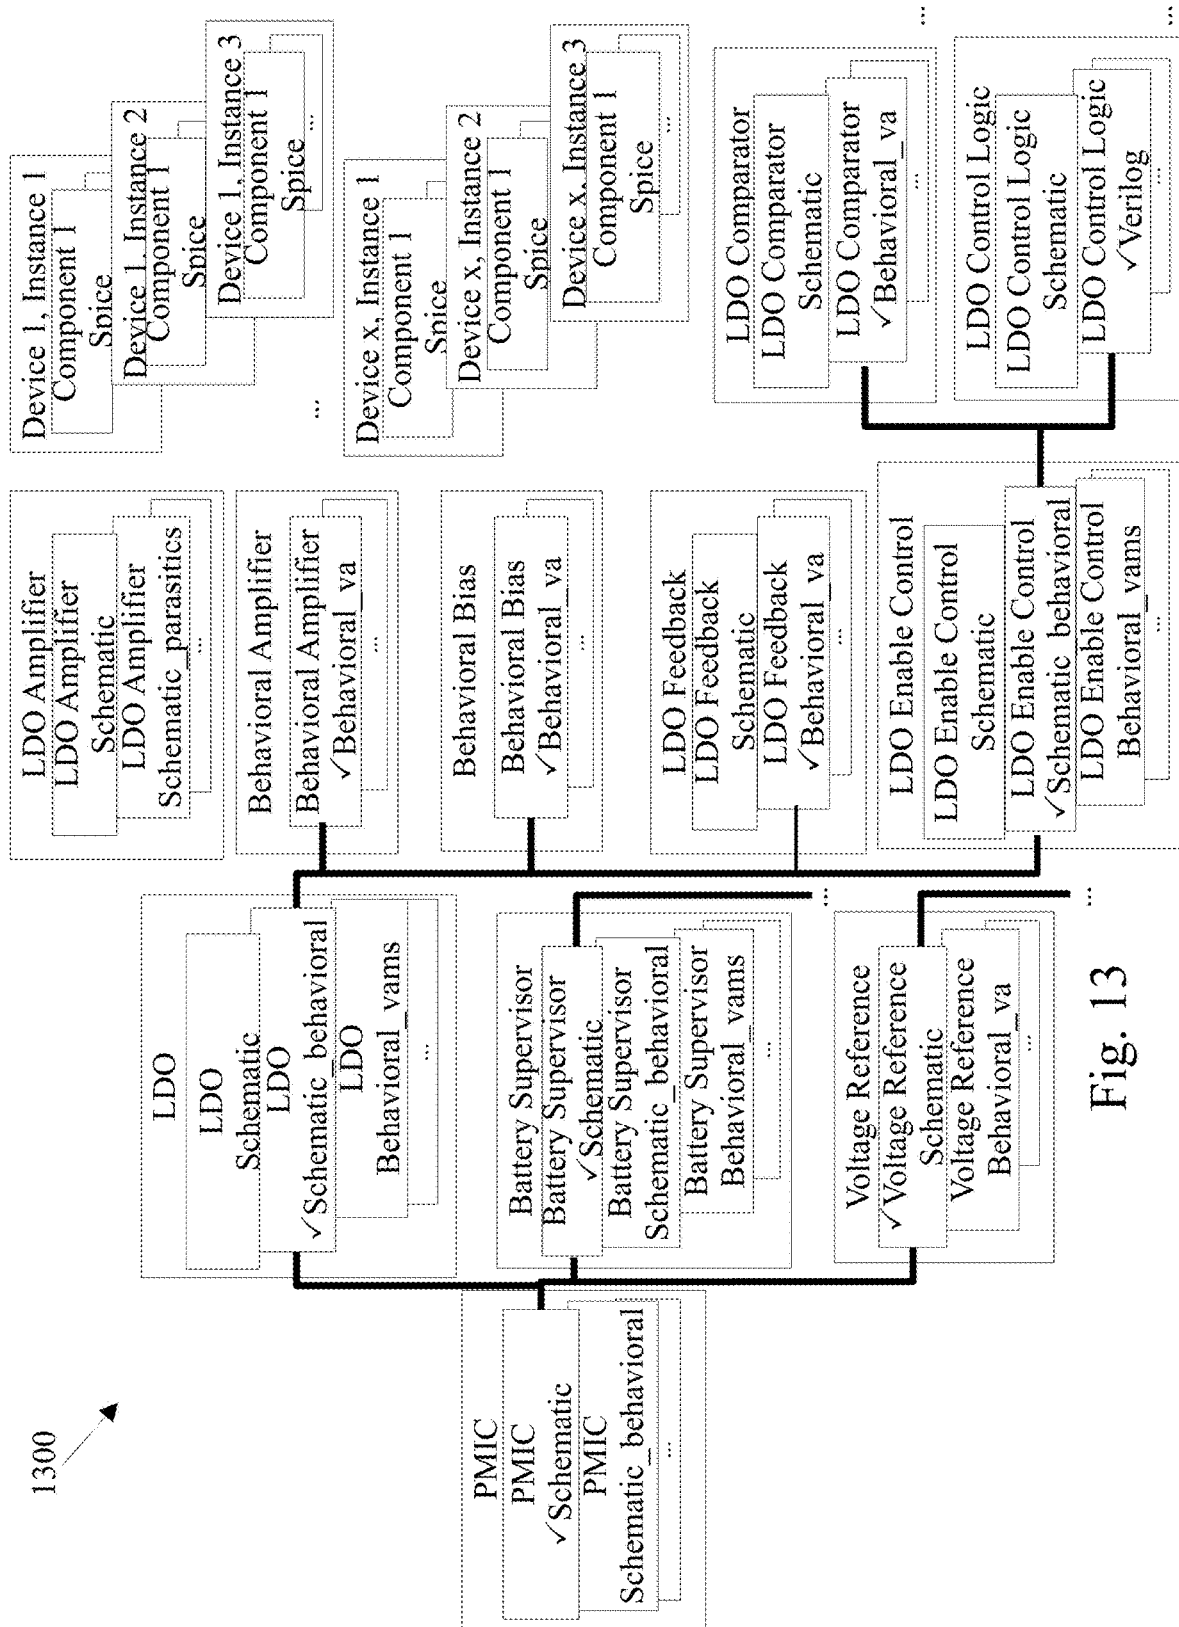 1300
PMIC
PMIC
✓Schematic
PMIC
Schematic_behavioral
...
LDO
LDO
Schematic
LDO
✓Schematic_behavioral
LDO
Behavioral_vams
...
Battery Supervisor
Battery Supervisor
✓Schematic
Battery Supervisor
Schematic_behavioral
Battery Supervisor
Behavioral_vams
...
...
Voltage Reference
✓Voltage Reference
Schematic
Voltage Reference
Behavioral_va
...
...
LDO Amplifier
LDO Amplifier
Schematic
LDO Amplifier
Schematic_parasitics
...
Behavioral Amplifier
Behavioral Amplifier
✓Behavioral_va
...
Behavioral Bias
Behavioral Bias
✓Behavioral_va
...
LDO Feedback
LDO Feedback
Schematic
LDO Feedback
✓Behavioral_va
...
LDO Enable Control
LDO Enable Control
Schematic
LDO Enable Control
✓Schematic_behavioral
LDO Enable Control
Behavioral_vams
...
Device 1, Instance 1
Component 1
Spice
Device 1, Instance 2
Component 1
Spice
Device 1, Instance 3
Component 1
Spice
...
...
Device x, Instance 1
Component 1
Spice
Device x, Instance 2
Component 1
Spice
Device x, Instance 3
Component 1
Spice
...
LDO Comparator
LDO Comparator
Schematic
LDO Comparator
✓Behavioral_va
...
...
LDO Control Logic
LDO Control Logic
Schematic
LDO Control Logic
✓Verilog
...
...
Fig. 13